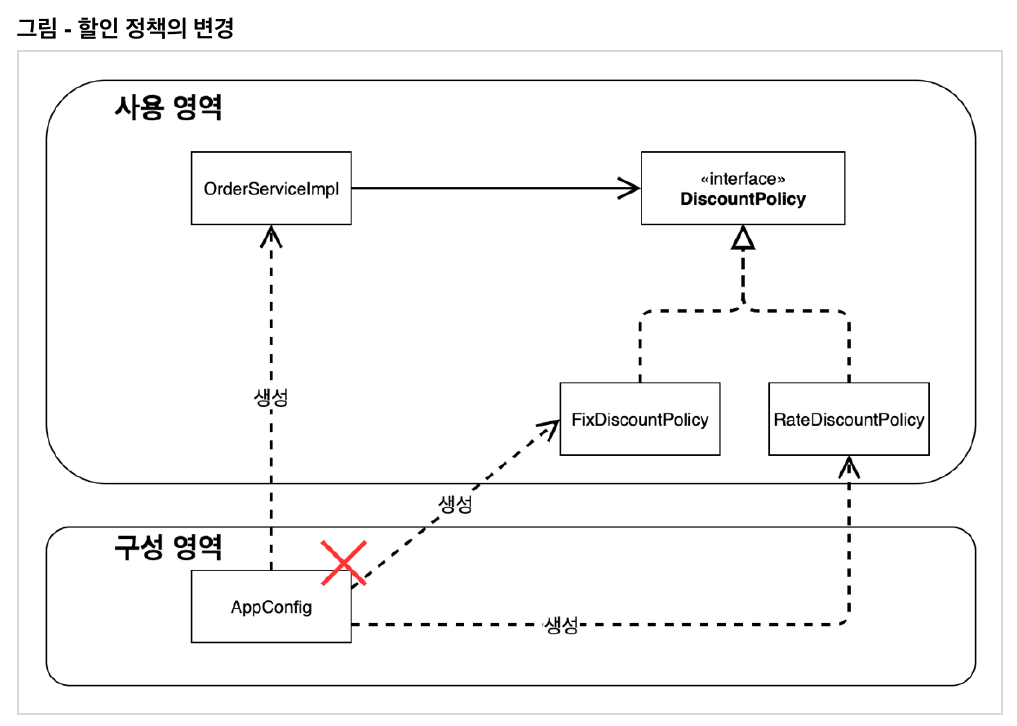 그림 - 할인 정책의 변경
사용 영역
OrderServiceImpl
«interface»
DiscountPolicy
생성
FixDiscountPolicy
RateDiscountPolicy
생성
구성 영역
AppConfig
생성